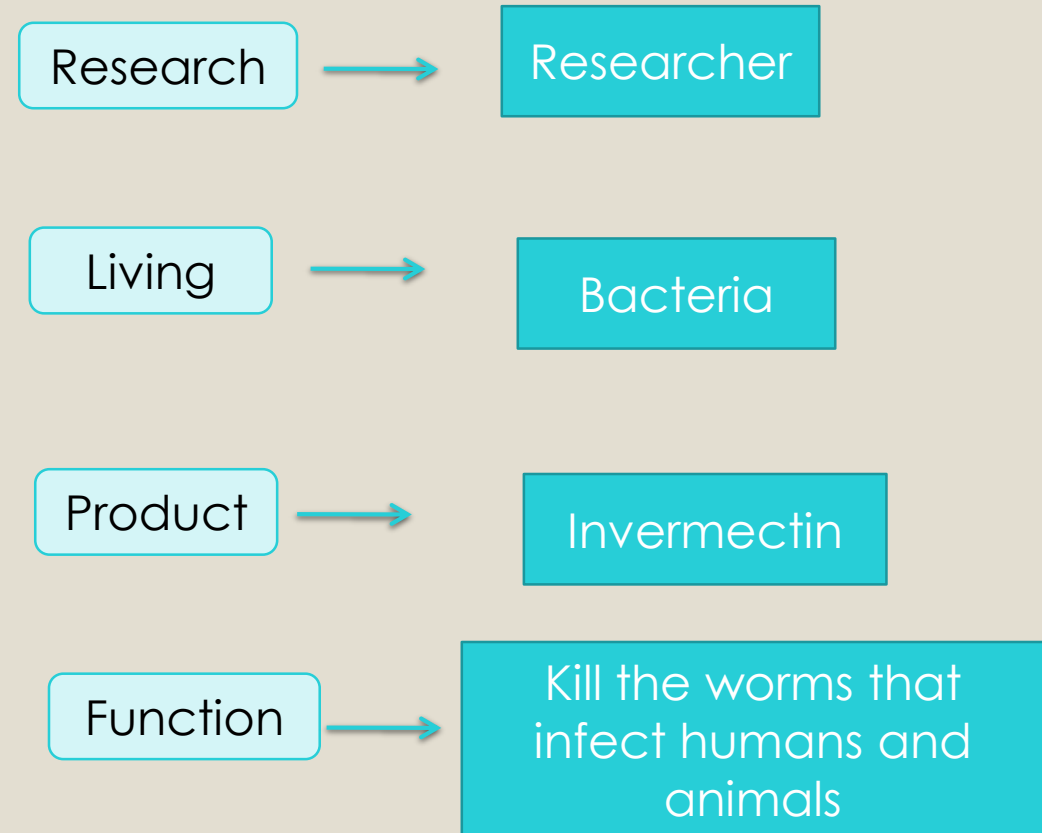 Research
Researcher
Living
Bacteria
Product
Invermectin
Function
Kill the worms that
infect humans and
animals